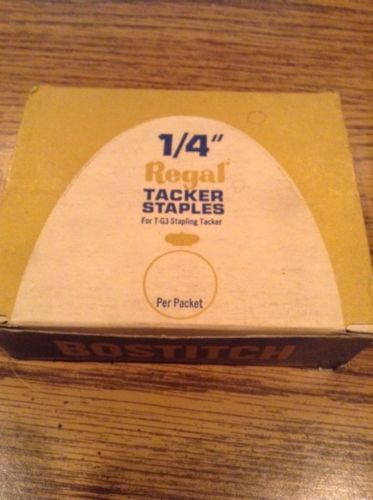 1/4"
Regal
TACKER
STAPLES
For T-G3 Stapling Tacker
Per Packet
BOSTITCH